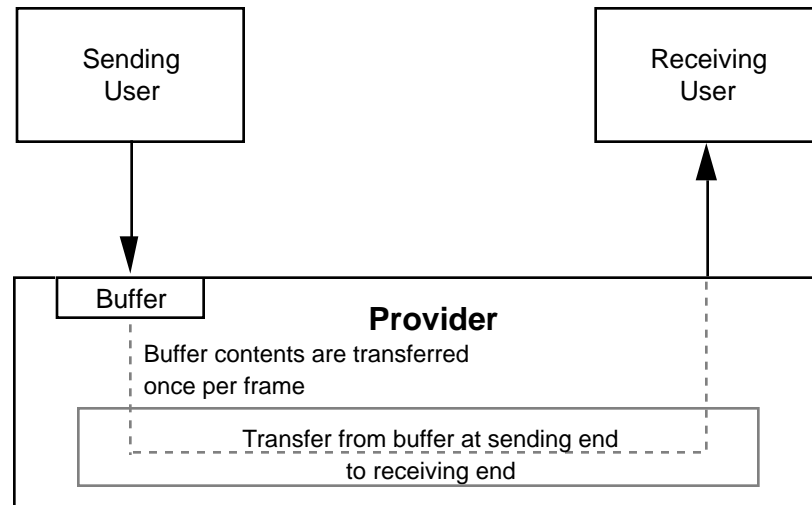 Sending
User
Receiving
User
Buffer
Provider
Buffer contents are transferred
once per frame
Transfer from buffer at sending end
to receiving end